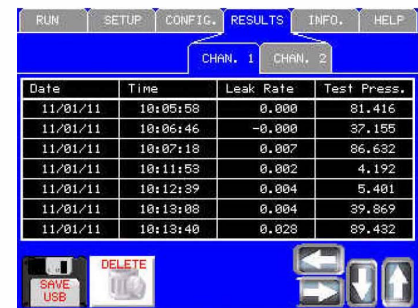 RUN SETUP CONFIG. RESULTS INFO. HELP
CHAN. 1 CHAN. 2
Date Time Leak Rate Test Press.
11/01/11 10:05:58 0.000 81.416
11/01/11 10:06:46 -0.000 37.155
11/01/11 10:07:18 0.007 86.632
11/01/11 10:11:53 0.002 4.192
11/01/11 10:12:39 0.004 5.401
11/01/11 10:13:08 0.004 39.869
11/01/11 10:13:40 0.028 89.432
DELETE
SAVE
USB